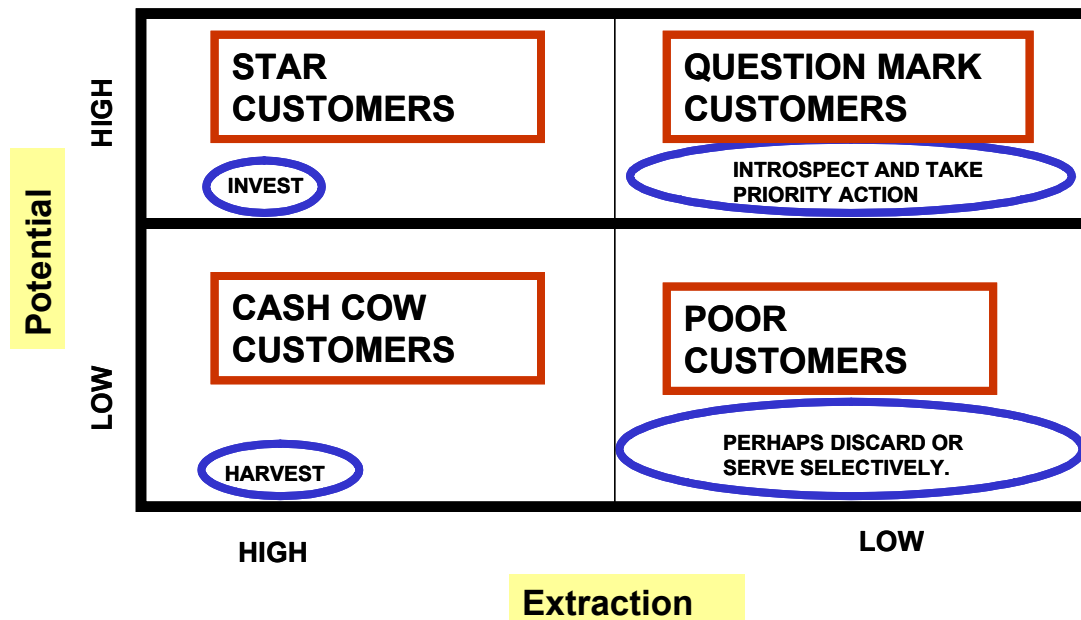 Potential
HIGH
STAR
CUSTOMERS
INVEST
QUESTION MARK
CUSTOMERS
INTROSPECT AND TAKE
PRIORITY ACTION
LOW
CASH COW
CUSTOMERS
HARVEST
POOR
CUSTOMERS
PERHAPS DISCARD OR
SERVE SELECTIVELY.
HIGH
LOW
Extraction